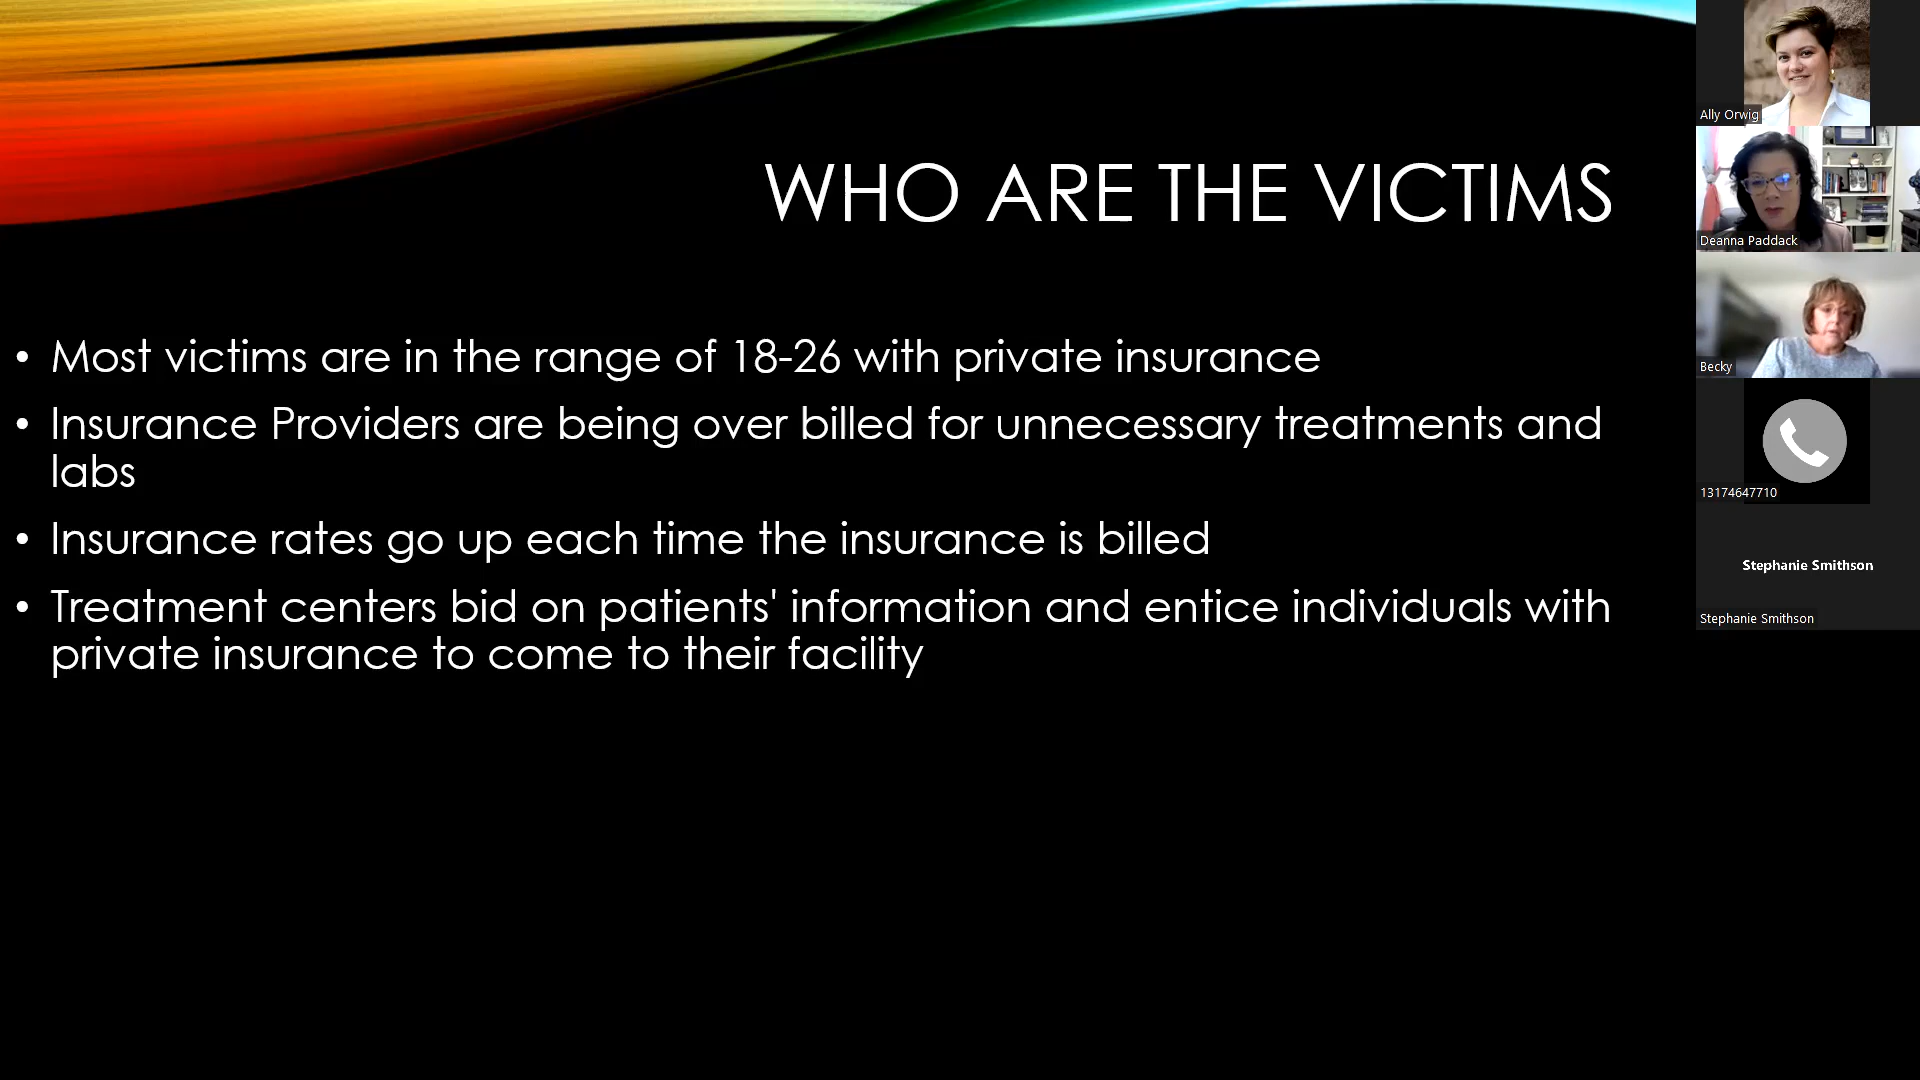 WHO ARE THE VICTIMS
• Most victims are in the range of 18-26 with private insurance
• Insurance Providers are being over billed for unnecessary treatments and
labs
• Insurance rates go up each time the insurance is billed
• Treatment centers bid on patients' information and entice individuals with
private insurance to come to their facility
Ally Orwig
Deanna Paddack
Becky
13174647710
Stephanie Smithson
Stephanie Smithson